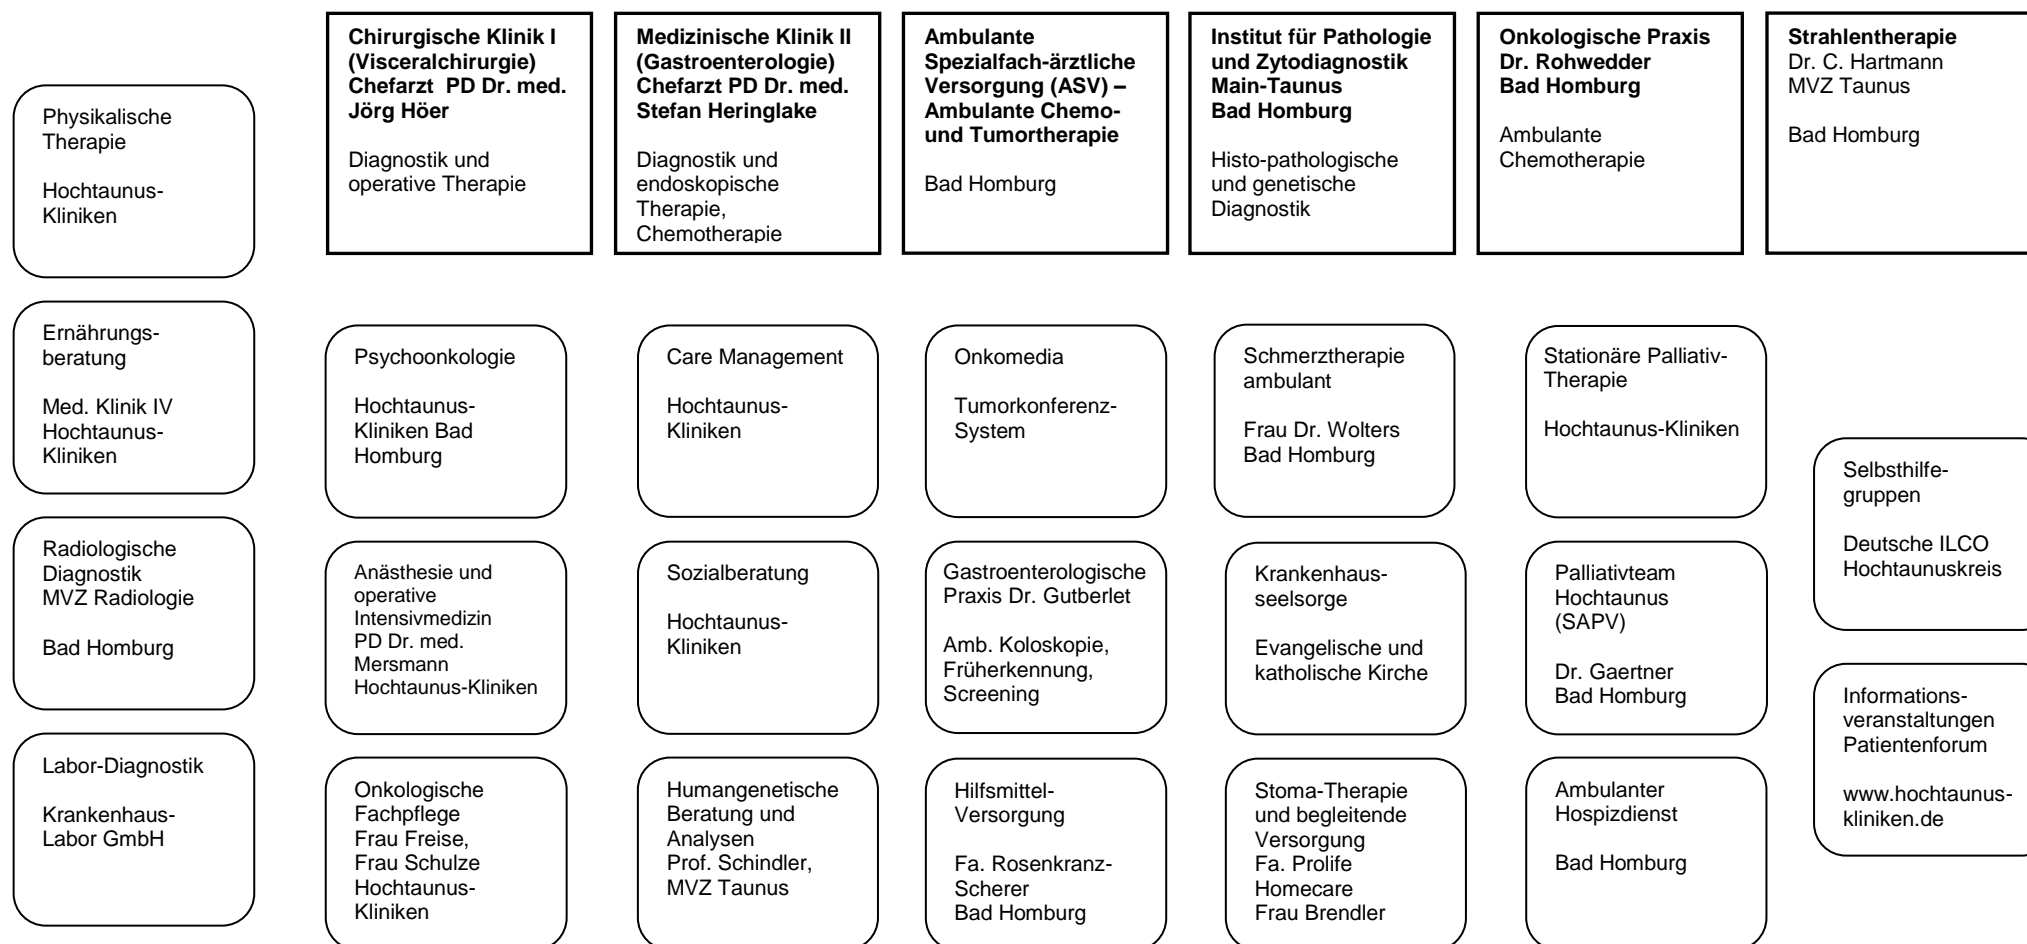 Chirurgische Klinik I
(Visceralchirurgie)
Chefarzt  PD Dr. med.
Jörg Höer
Diagnostik und
operative Therapie
Medizinische Klinik II
(Gastroenterologie)
Chefarzt PD Dr. med.
Stefan Heringlake
Diagnostik und
endoskopische
Therapie,
Chemotherapie
Ambulante
Spezialfach-ärztliche
Versorgung (ASV) –
Ambulante Chemo-
und Tumortherapie
Bad Homburg
Institut für Pathologie
und Zytodiagnostik
Main-Taunus
Bad Homburg
Histo-pathologische
und genetische
Diagnostik
Onkologische Praxis
Dr. Rohwedder
Bad Homburg
Ambulante
Chemotherapie
Strahlentherapie
Dr. C. Hartmann
MVZ Taunus
Bad Homburg
Physikalische
Therapie
Hochtaunus-
Kliniken
Ernährungs-
beratung
Med. Klinik IV
Hochtaunus-
Kliniken
Radiologische
Diagnostik
MVZ Radiologie
Bad Homburg
Labor-Diagnostik
Krankenhaus-
Labor GmbH
Psychoonkologie
Hochtaunus-
Kliniken Bad
Homburg
Care Management
Hochtaunus-
Kliniken
Onkomedia
Tumorkonferenz-
System
Schmerztherapie
ambulant
Frau Dr. Wolters
Bad Homburg
Stationäre Palliativ-
Therapie
Hochtaunus-Kliniken
Anästhesie und
operative
Intensivmedizin
PD Dr. med.
Mersmann
Hochtaunus-Kliniken
Sozialberatung
Hochtaunus-
Kliniken
Gastroenterologische
Praxis Dr. Gutberlet
Amb. Koloskopie,
Früherkennung,
Screening
Krankenhaus-
seelsorge
Evangelische und
katholische Kirche
Palliativteam
Hochtaunus
(SAPV)
Dr. Gaertner
Bad Homburg
Onkologische
Fachpflege
Frau Freise,
Frau Schulze
Hochtaunus-
Kliniken
Humangenetische
Beratung und
Analysen
Prof. Schindler,
MVZ Taunus
Hilfsmittel-
Versorgung
Fa. Rosenkranz-
Scherer
Bad Homburg
Stoma-Therapie
und begleitende
Versorgung
Fa. Prolife
Homecare
Frau Brendler
Ambulanter
Hospizdienst
Bad Homburg
Selbsthilfe-
gruppen
Deutsche ILCO
Hochtaunuskreis
Informations-
veranstaltungen
Patientenforum
www.hochtaunus-
kliniken.de